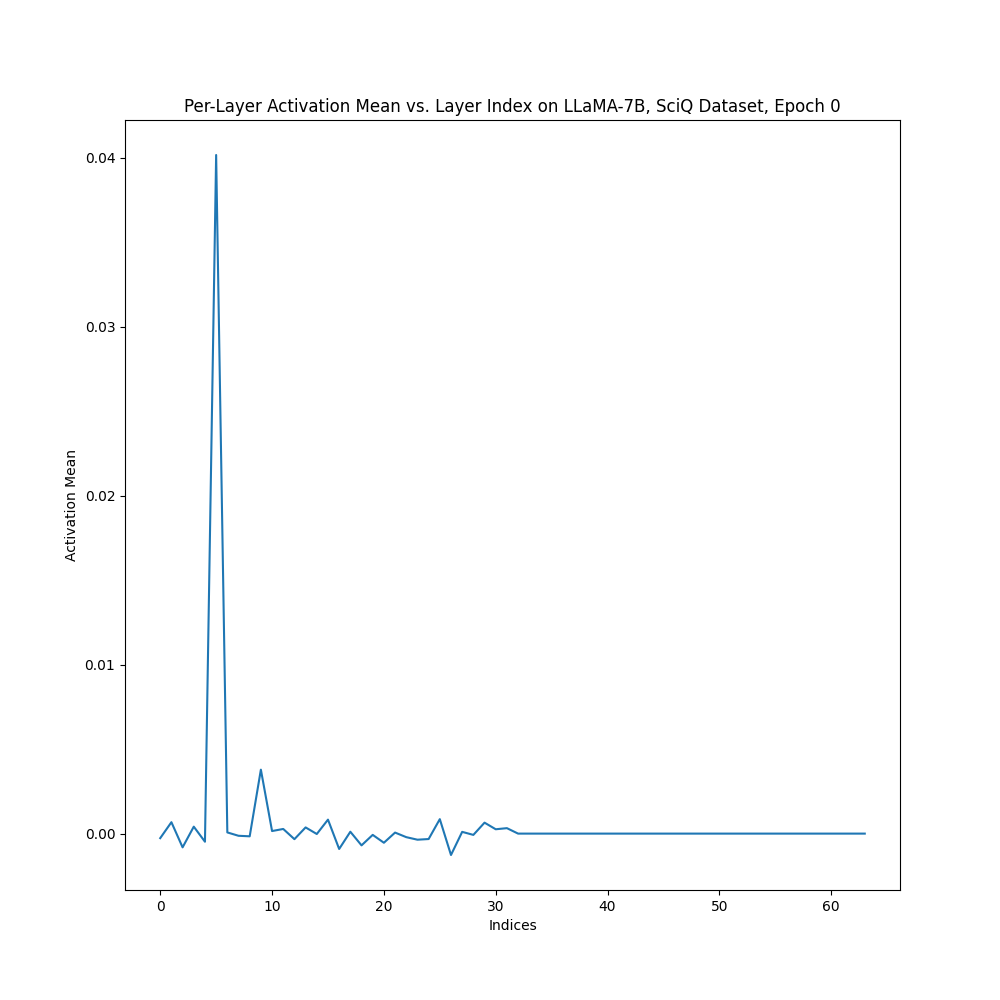 Per-Layer Activation Mean vs. Layer Index on LLaMA-7B, SciQ Dataset, Epoch 0
0.04
0.03
0.02
0.01
0.00
Activation Mean
0 10 20 30 40 50 60
Indices